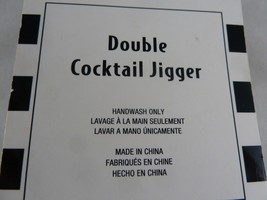 Double
Cocktail Jigger
HANDWASH ONLY
LAVAGE À LA MAIN SEULEMENT
LAVAR A MANO ÚNICAMENTE
MADE IN CHINA
FABRIQUÉS EN CHINE
HECHO EN CHINA